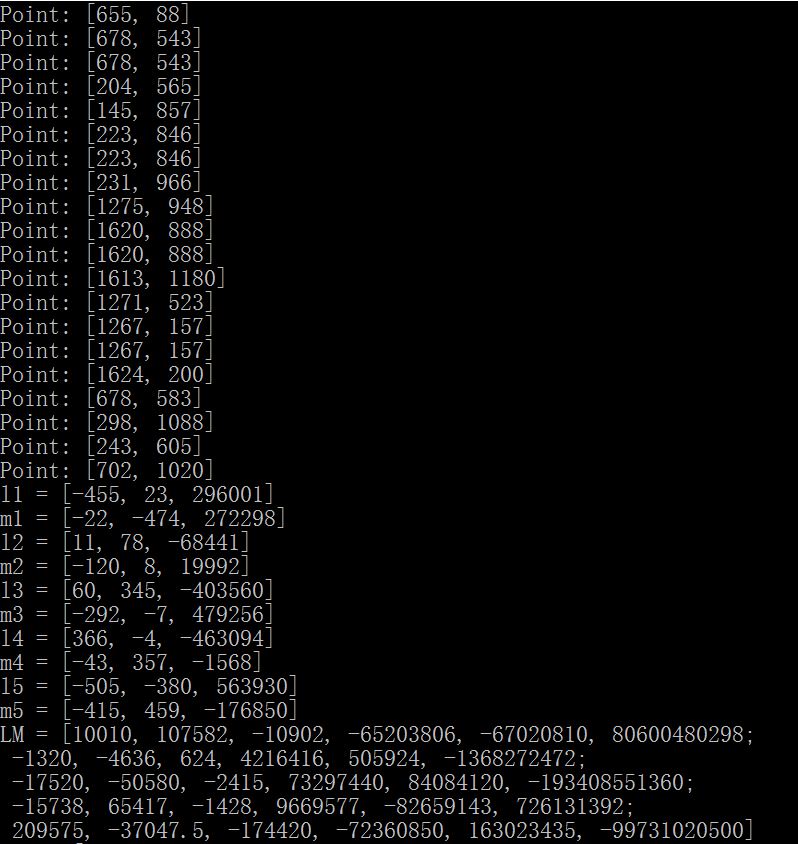 Point: [655, 88]
Point: [678, 543]
Point: [678, 543]
Point: [204, 565]
Point: [145, 857]
Point: [223, 846]
Point: [223, 846]
Point: [231, 966]
Point: [1275, 948]
Point: [1620, 888]
Point: [1620, 888]
Point: [1613, 1180]
Point: [1271, 523]
Point: [1267, 157]
Point: [1267, 157]
Point: [1624, 200]
Point: [678, 583]
Point: [298, 1088]
Point: [243, 605]
Point: [702, 1020]
l1 = [-455, 23, 296001]
m1 = [-22, -474, 272298]
l2 = [11, 78, -68441]
m2 = [-120, 8, 19992]
l3 = [60, 345, -403560]
m3 = [-292, -7, 479256]
l4 = [366, -4, -463094]
m4 = [-43, 357, -1568]
l5 = [-505, -380, 563930]
m5 = [-415, 459, -176850]
LM = [10010, 107582, -10902, -65203806, -67020810, 80600480298;
-1320, -4636, 624, 4216416, 505924, -1368272472;
-17520, -50580, -2415, 73297440, 84084120, -193408551360;
-15738, 65417, -1428, 9669577, -82659143, 726131392;
209575, -37047.5, -174420, -72360850, 163023435, -99731020500]